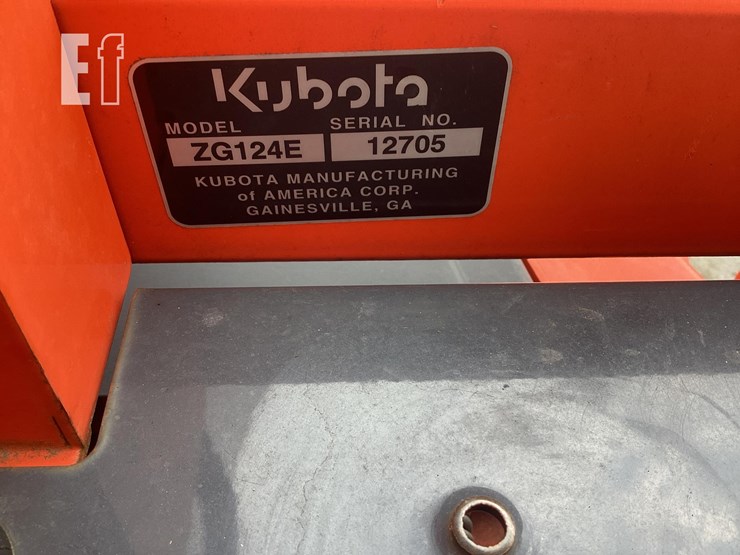 Ef
Kubota
MODEL SERIAL NO.
ZG124E 12705
KUBOTA MANUFACTURING
of AMERICA CORP.
GAINESVILLE, GA